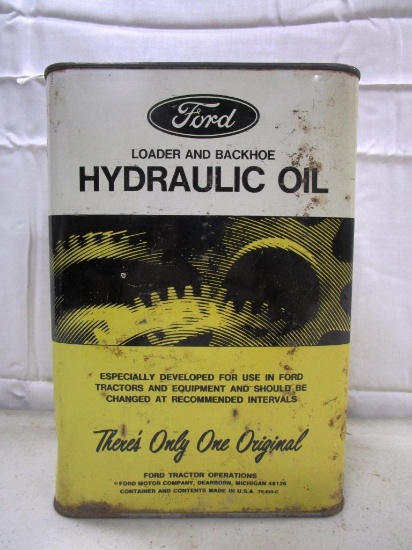 Ford
LOADER AND BACKHOE
HYDRAULIC OIL
ESPECIALLY DEVELOPED FOR USE IN FORD
TRACTORS AND EQUIPMENT AND SHOULD BE
CHANGED AT RECOMMENDED INTERVALS
There's Only One Original
FORD TRACTOR OPERATIONS
©FORD MOTOR COMPANY, DEARBORN, MICHIGAN 48126
CONTAINER AND CONTENTS MADE IN U.S.A.